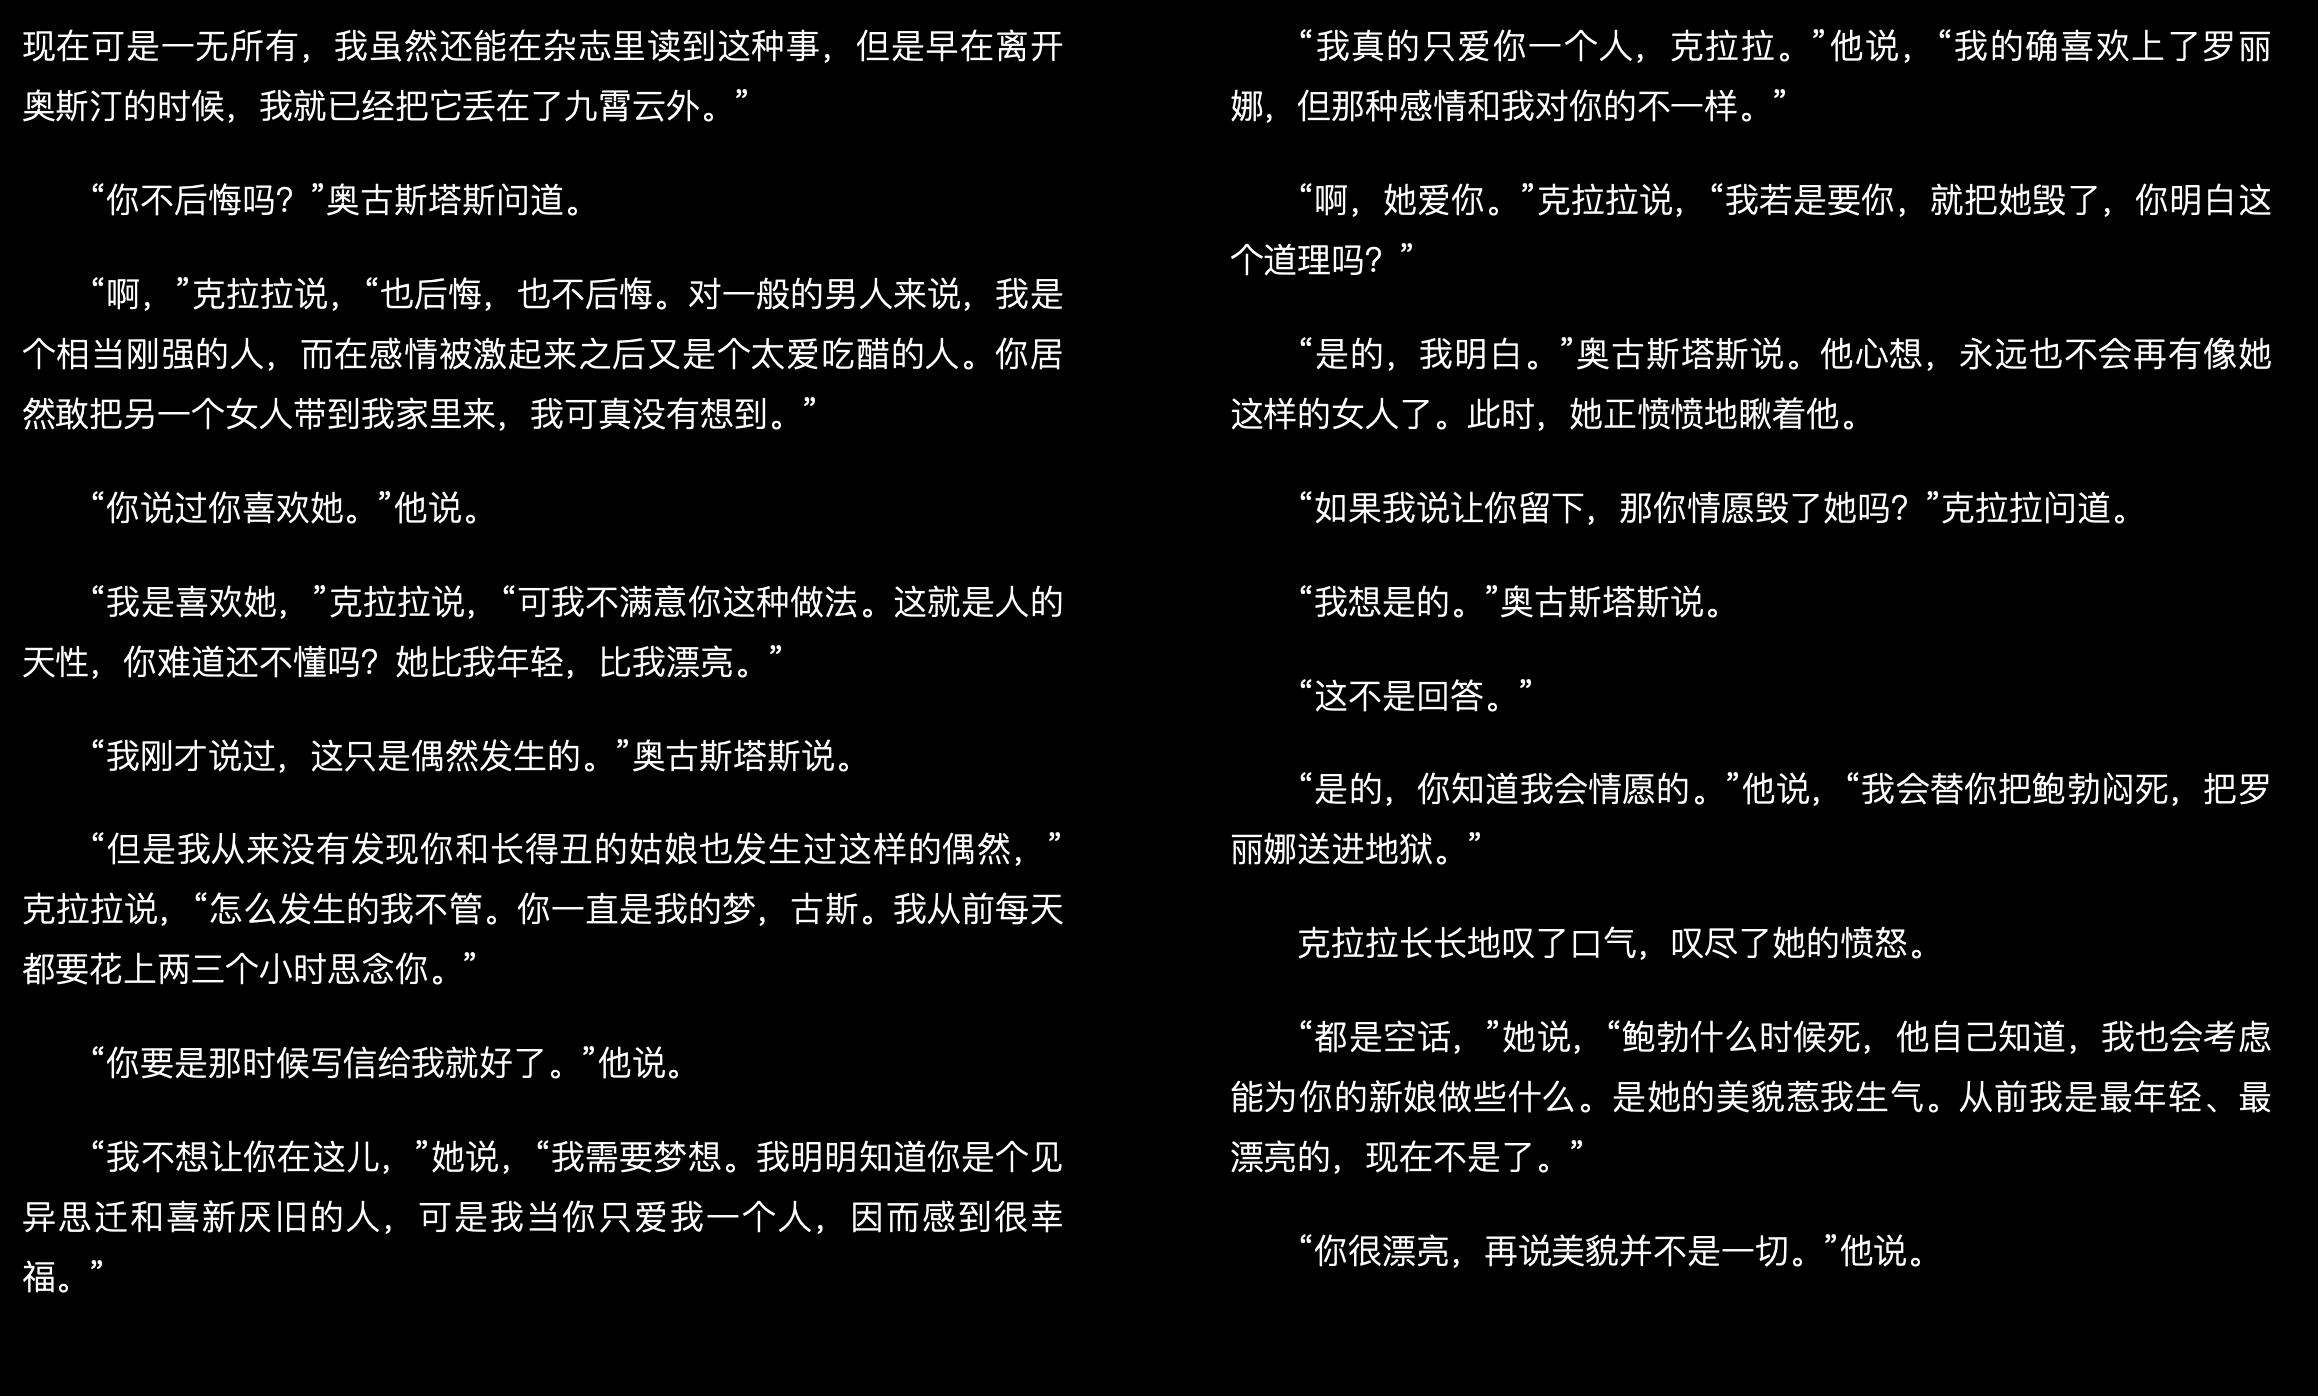 现在可是一无所有，我虽然还能在杂志里读到这种事，但是早在离开
奥斯汀的时候，我就已经把它丢在了九霄云外。”
“你不后悔吗？”奥古斯塔斯问道。
“啊，”克拉拉说，“也后悔，也不后悔。对一般的男人来说，我是
个相当刚强的人，而在感情被激起来之后又是个太爱吃醋的人。你居
然敢把另一个女人带到我家里来，我可真没有想到。”
“你说过你喜欢她。”他说。
“我是喜欢她，”克拉拉说，“可我不满意你这种做法。这就是人的
天性，你难道还不懂吗？她比我年轻，比我漂亮。”
“我刚才说过，这只是偶然发生的。”奥古斯塔斯说。
“但是我从来没有发现你和长得丑的姑娘也发生过这样的偶然，”
克拉拉说，“怎么发生的我不管。你一直是我的梦，古斯。我从前每天
都要花上两三个小时思念你。”
“你要是那时候写信给我就好了。”他说。
“我不想让你在这儿，”她说，“我需要梦想。我明明知道你是个见
异思迁和喜新厌旧的人，可是我当你只爱我一个人，因而感到很幸
福。”
“我真的只爱你一个人，克拉拉。”他说，“我的确喜欢上了罗丽
娜，但那种感情和我对你的不一样。”
“啊，她爱你。”克拉拉说，“我若是要你，就把她毁了，你明白这
个道理吗？”
“是的，我明白。”奥古斯塔斯说。他心想，永远也不会再有像她
这样的女人了。此时，她正愤愤地瞅着他。
“如果我说让你留下，那你情愿毁了她吗？”克拉拉问道。
“我想是的。”奥古斯塔斯说。
“这不是回答。”
“是的，你知道我会情愿的。”他说，“我会替你把鲍勃闷死，把罗
丽娜送进地狱。”
克拉拉长长地叹了口气，叹尽了她的愤怒。
“都是空话，”她说，“鲍勃什么时候死，他自己知道，我也会考虑
能为你的新娘做些什么。是她的美貌惹我生气。从前我是最年轻、最
漂亮的，现在不是了。”
“你很漂亮，再说美貌并不是一切。”他说。